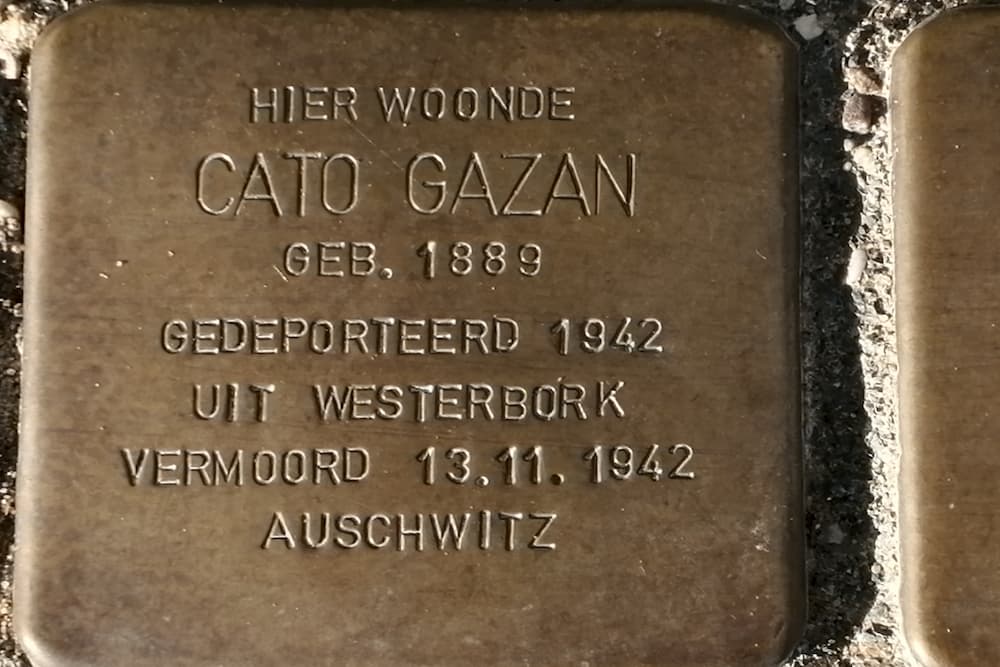 HIER WOONDE
CATO GAZAN
GEB. 1889
GEDEPORTEERD 1942
UIT WESTERBORK
VERMOORD 13.11.1942
AUSCHWITZ